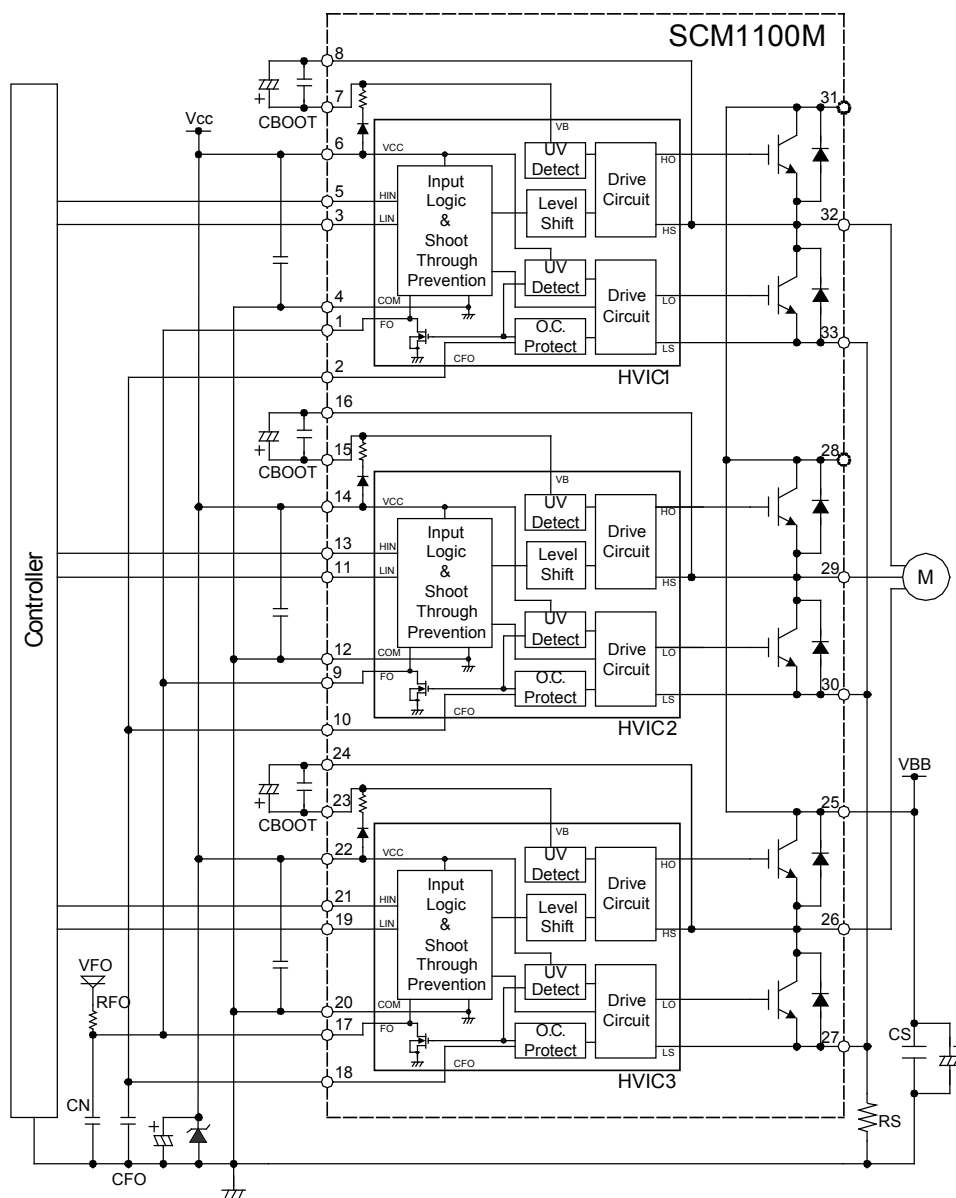 SCM1100M
Controller
Vcc
8
7
CBOOT
6
5
3
4
1
2
VB
VCC
HIN
LIN
COM
FO
CFO
Input
Logic
&
Shoot
Through
Prevention
UV
Detect
Level
Shift
UV
Detect
O.C.
Protect
Drive
Circuit
Drive
Circuit
HO
HS
LO
LS
HVIC1
31
32
33
16
15
CBOOT
14
13
11
12
9
10
VB
VCC
HIN
LIN
COM
FO
CFO
Input
Logic
&
Shoot
Through
Prevention
UV
Detect
Level
Shift
UV
Detect
O.C.
Protect
Drive
Circuit
Drive
Circuit
HO
HS
LO
LS
HVIC2
28
29
30
M
24
23
CBOOT
22
21
19
20
17
18
VB
VCC
HIN
LIN
COM
FO
CFO
Input
Logic
&
Shoot
Through
Prevention
UV
Detect
Level
Shift
UV
Detect
O.C.
Protect
Drive
Circuit
Drive
Circuit
HO
HS
LO
LS
HVIC3
25
26
27
VBB
CS
+
RS
VFO
RFO
CN
CFO
+
+
+
+